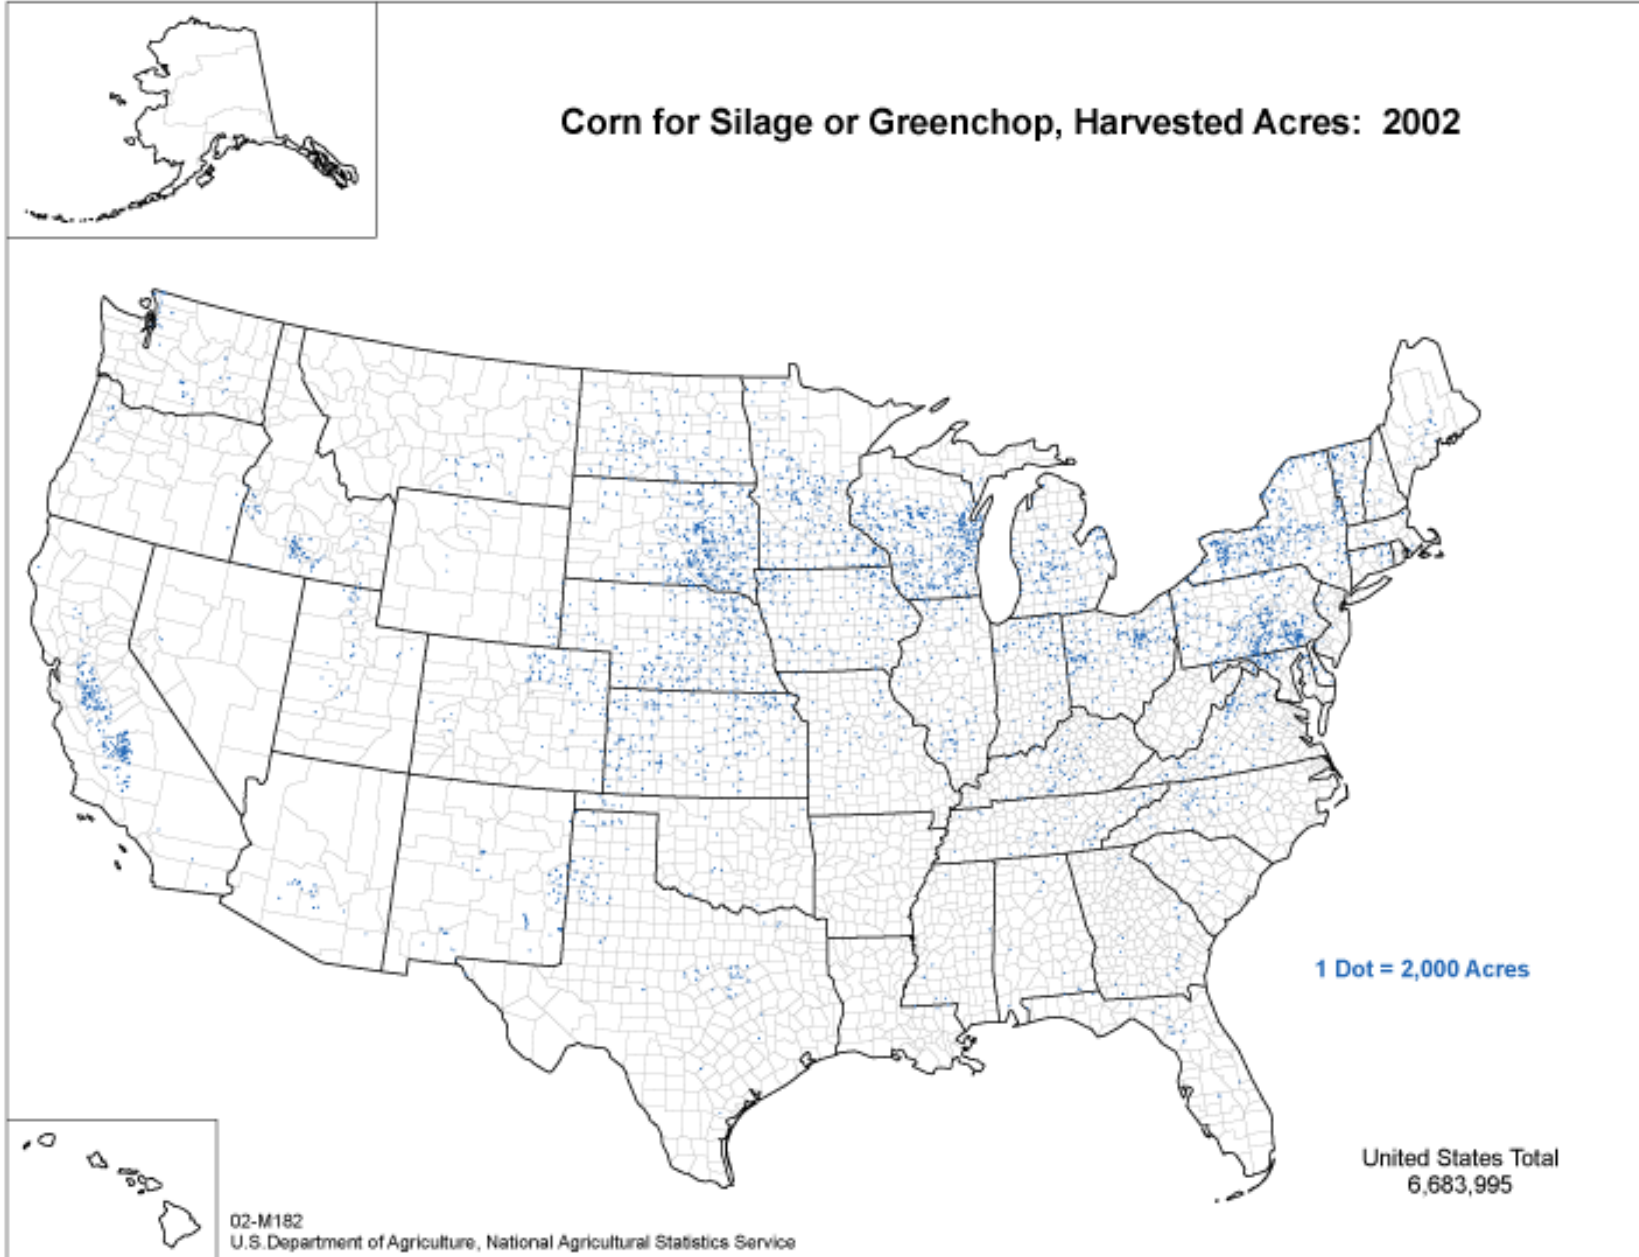 Corn for Silage or Greenchop, Harvested Acres: 2002
1 Dot = 2,000 Acres
United States Total
6,683,995
02-M182
U.S.Department of Agriculture, National Agricultural Statistics Service